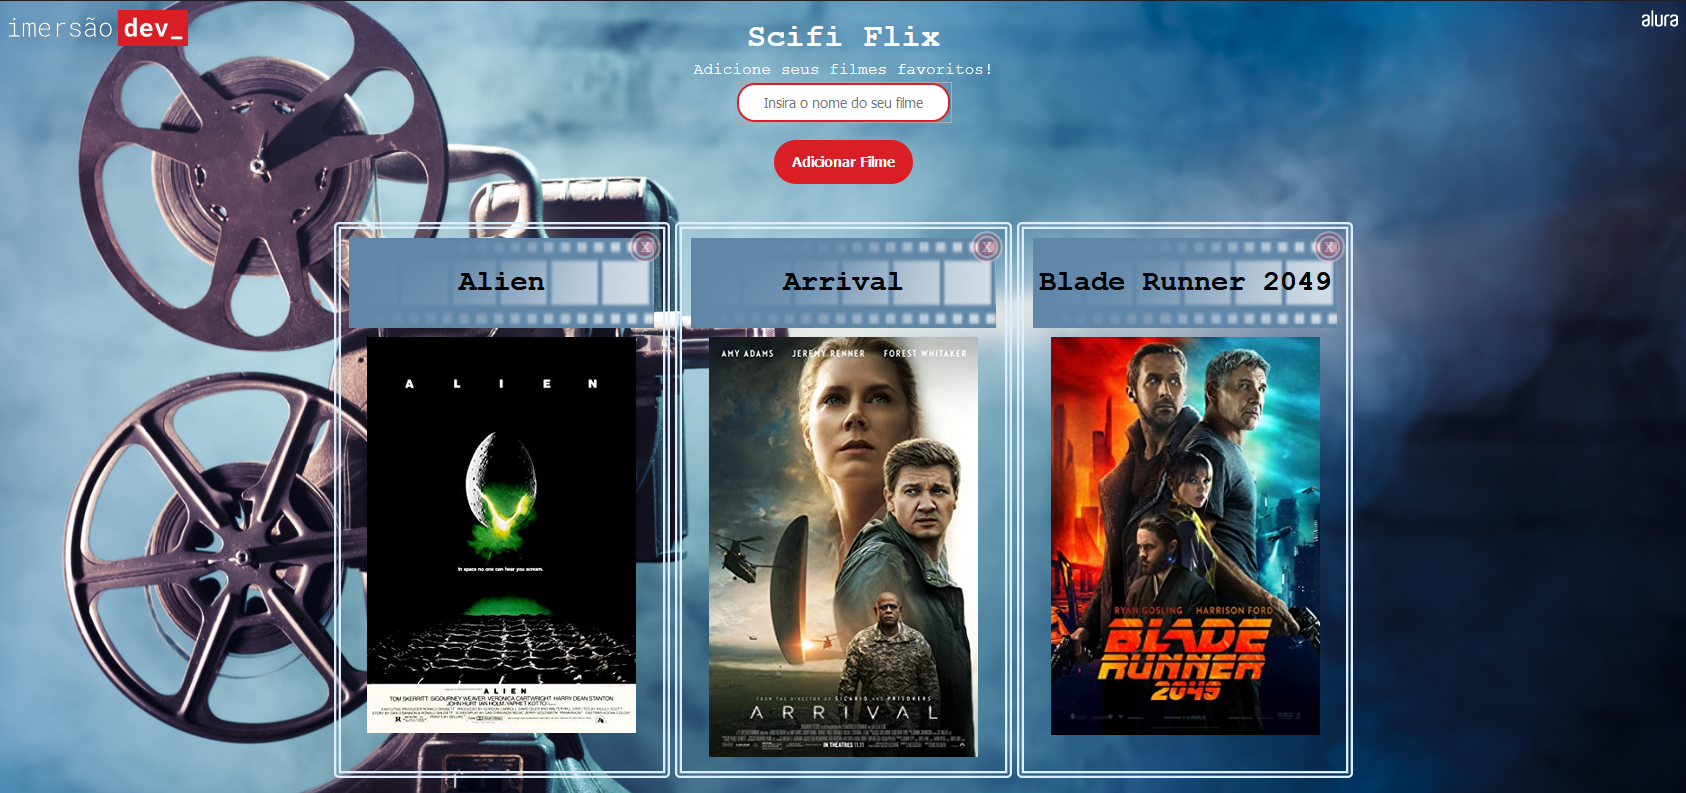 imersão dev_
alura
Scifi Flix
Adicione seus filmes favoritos!
Insira o nome do seu filme
Adicionar Filme
X
Alien
X
Arrival
X
Blade Runner 2049
A L I E N
In space no one can hear you scream.
ALIEN
TOM SKERRITT SIGOURNEY WEAVER VERONICA CARTWRIGHT HARRY DEAN STANTON
JOHN HURT IAN HOLM YAPHET KOTTO
R
AMY ADAMS JEREMY RENNER FOREST WHITAKER
FROM THE DIRECTOR OF SICARIO AND PRISONERS
ARRIVAL
IN THEATRES 11.11
RYAN GOSLING HARRISON FORD
BLADE
RUNNER
2049